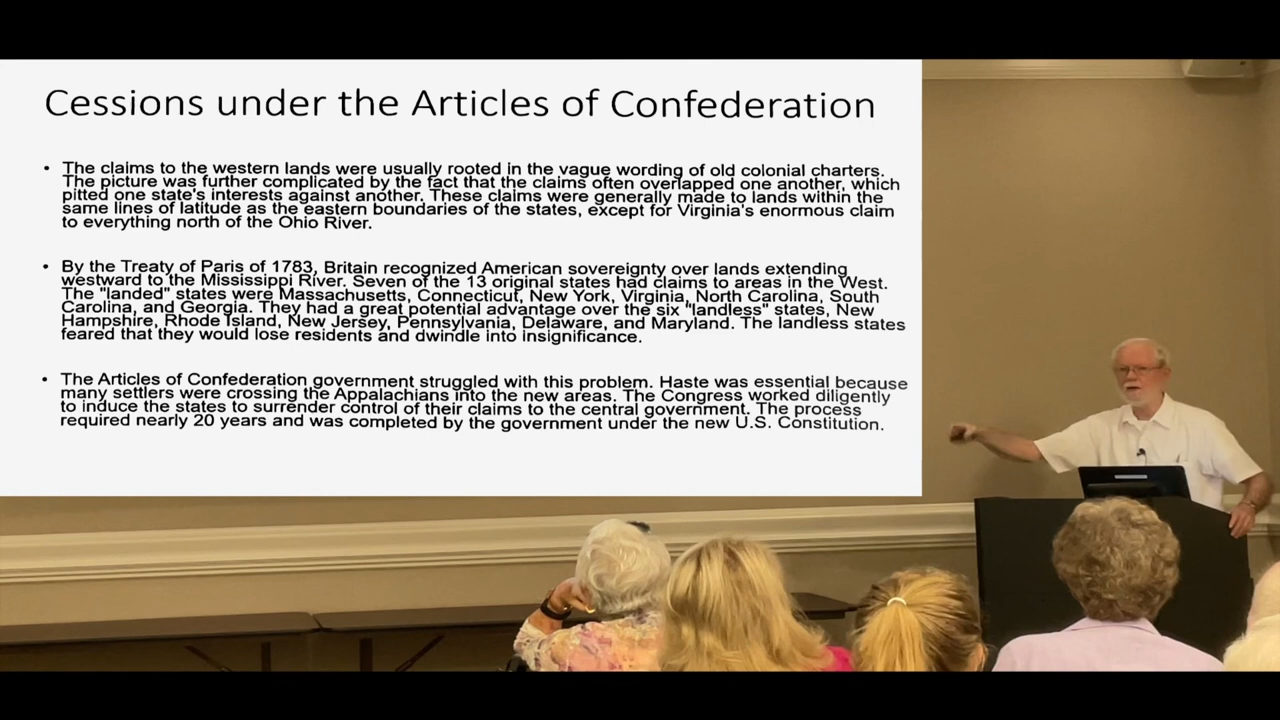 Cessions under the Articles of Confederation
• The claims to the western lands were usually rooted in the vague wording of old colonial charters.
The picture was further complicated by the fact that the claims often overlapped one another, which
pitted one state's interests against another. These claims were generally made to lands within the
same lines of latitude as the eastern boundaries of the states, except for Virginia's enormous claim
to everything north of the Ohio River.
• By the Treaty of Paris of 1783, Britain recognized American sovereignty over lands extending
westward to the Mississippi River. Seven of the 13 original states had claims to areas in the West.
The "landed" states were Massachusetts, Connecticut, New York, Virginia, North Carolina, South
Carolina, and Georgia. They had a great potential advantage over the six "landless" states, New
Hampshire, Rhode Island, New Jersey, Pennsylvania, Delaware, and Maryland. The landless states
feared that they would lose residents and dwindle into insignificance.
• The Articles of Confederation government struggled with this problem. Haste was essential because
many settlers were crossing the Appalachians into the new areas. The Congress worked diligently
to induce the states to surrender control of their claims to the central government. The process
required nearly 20 years and was completed by the government under the new U.S. Constitution.